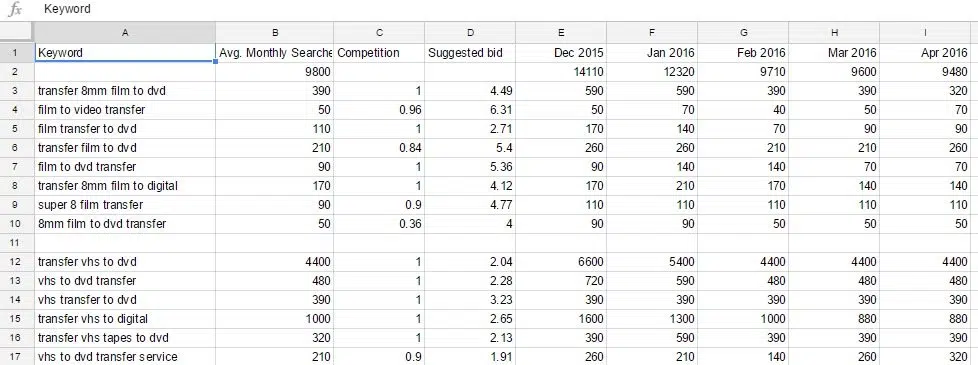 fx Keyword
A B C D E F G H I
1 Keyword Avg. Monthly Searche Competition Suggested bid Dec 2015 Jan 2016 Feb 2016 Mar 2016 Apr 2016
2 9800 14110 12320 9710 9600 9480
3 transfer 8mm film to dvd 390 1 4.49 590 590 390 390 320
4 film to video transfer 50 0.96 6.31 50 70 40 50 70
5 film transfer to dvd 110 1 2.71 170 140 70 90 90
6 transfer film to dvd 210 0.84 5.4 260 260 210 210 260
7 film to dvd transfer 90 1 5.36 90 140 140 70 70
8 transfer 8mm film to digital 170 1 4.12 170 210 170 140 140
9 super 8 film transfer 90 0.9 4.77 110 110 110 110 110
10 8mm film to dvd transfer 50 0.36 4 90 90 50 50 50
11
12 transfer vhs to dvd 4400 1 2.04 6600 5400 4400 4400 4400
13 vhs to dvd transfer 480 1 2.28 720 590 480 480 480
14 vhs transfer to dvd 390 1 3.23 390 390 390 390 390
15 transfer vhs to digital 1000 1 2.65 1600 1300 1000 880 880
16 transfer vhs tapes to dvd 320 1 2.13 390 590 390 390 390
17 vhs to dvd transfer service 210 0.9 1.91 260 210 140 260 320